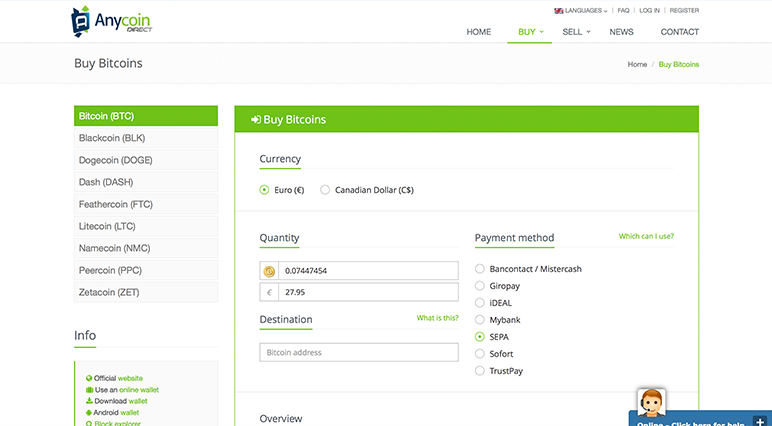 Anycoin
DIRECT
LANGUAGES
FAQ
LOG IN
REGISTER
HOME
BUY
SELL
NEWS
CONTACT
Buy Bitcoins
Home / Buy Bitcoins
Bitcoin (BTC)
Blackcoin (BLK)
Dogecoin (DOGE)
Dash (DASH)
Feathercoin (FTC)
Litecoin (LTC)
Namecoin (NMC)
Peercoin (PPC)
Zetacoin (ZET)
Info
Official website
Use an online wallet
Download wallet
Android wallet
Block explorer
Buy Bitcoins
Currency
Euro (€)
Canadian Dollar (C$)
Quantity
0.07447454
€ 27.95
Destination
What is this?
Bitcoin address
Payment method
Which can I use?
Bancontact / Mistercash
Giropay
iDEAL
Mybank
SEPA
Sofort
TrustPay
Overview
Online - Click here for help